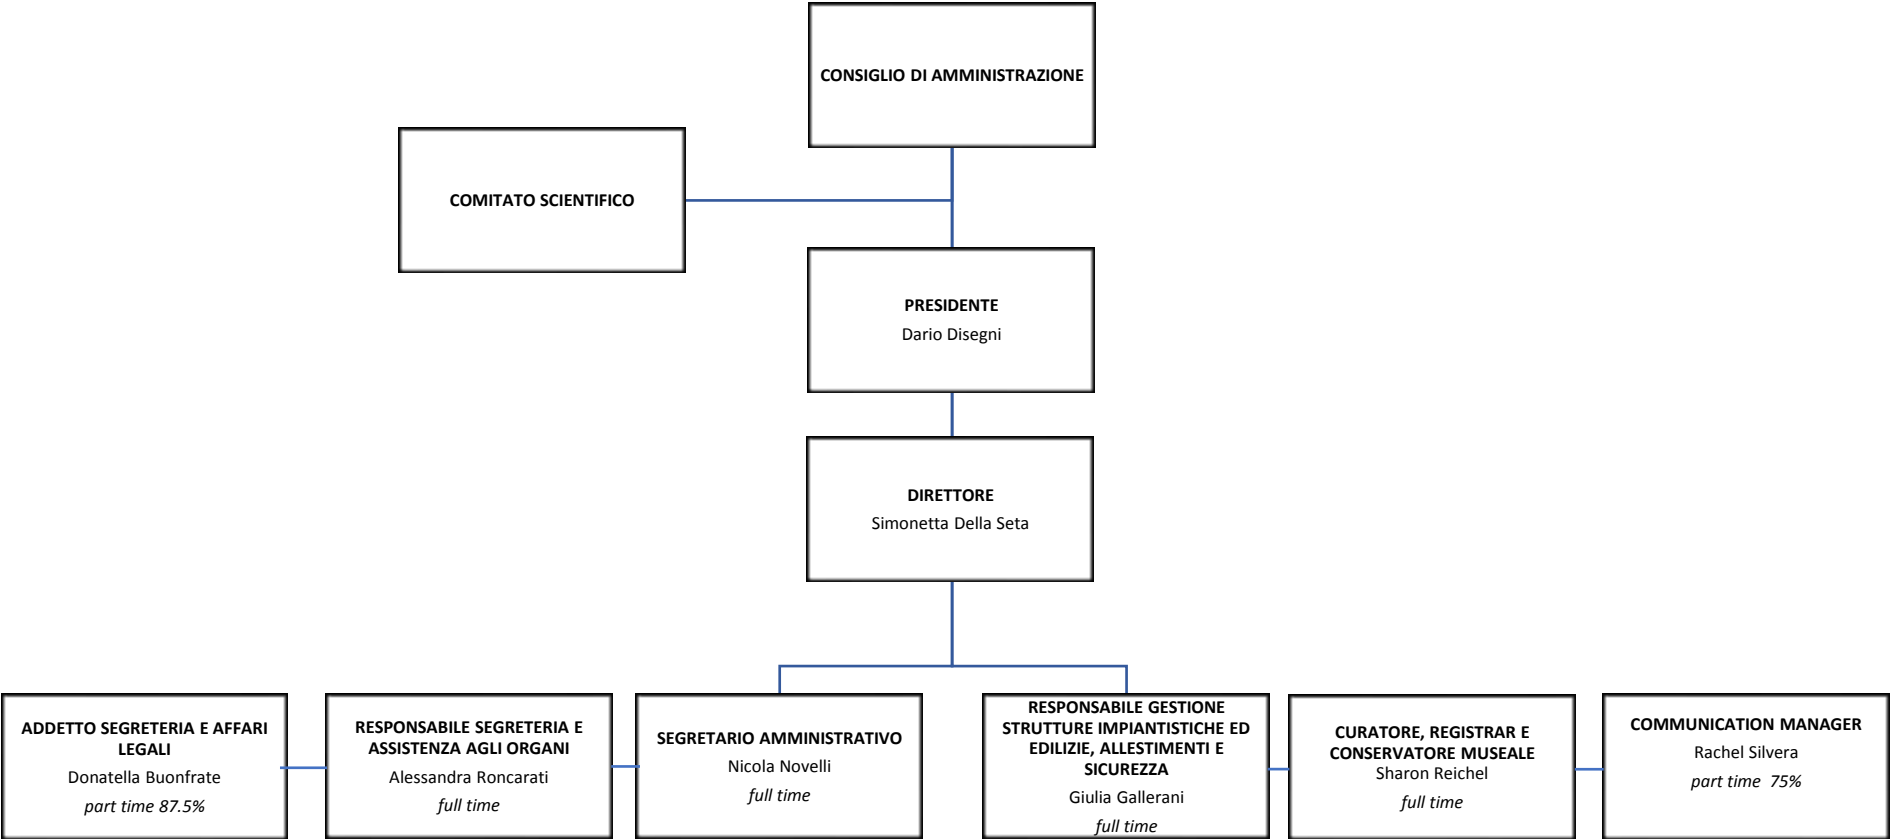 CONSIGLIO DI AMMINISTRAZIONE
COMITATO SCIENTIFICO
PRESIDENTE
Dario Disegni
DIRETTORE
Simonetta Della Seta
ADDETTO SEGRETERIA E AFFARI
LEGALI
Donatella Buonfrate
part time 87.5%
RESPONSABILE SEGRETERIA E
ASSISTENZA AGLI ORGANI
Alessandra Roncarati
full time
SEGRETARIO AMMINISTRATIVO
Nicola Novelli
full time
RESPONSABILE GESTIONE
STRUTTURE IMPIANTISTICHE ED
EDILIZIE, ALLESTIMENTI E
SICUREZZA
Giulia Gallerani
full time
CURATORE, REGISTRAR E
CONSERVATORE MUSEALE
Sharon Reichel
full time
COMMUNICATION MANAGER
Rachel Silvera
part time 75%